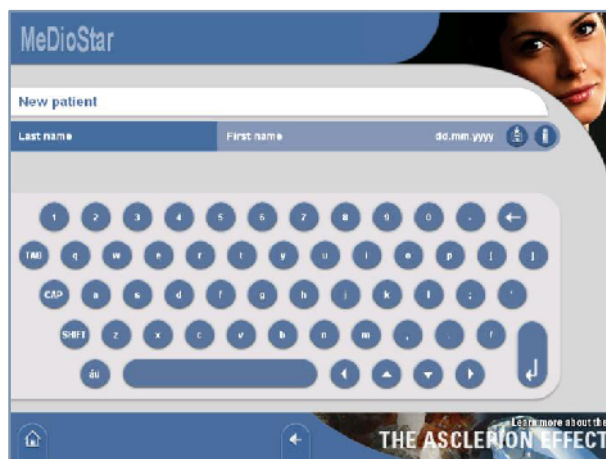 MeDioStar
New patient
Last name First name dd.mm.yyyy
1 2 3 4 5 6 7 8 9 0 -
TAB q w e r t y u i o p [ ]
CAP a s d f g h j k l ; '
SHIFT z x c v b n m , . /
áü
Learn more about the
THE ASCLEPION EFFECT